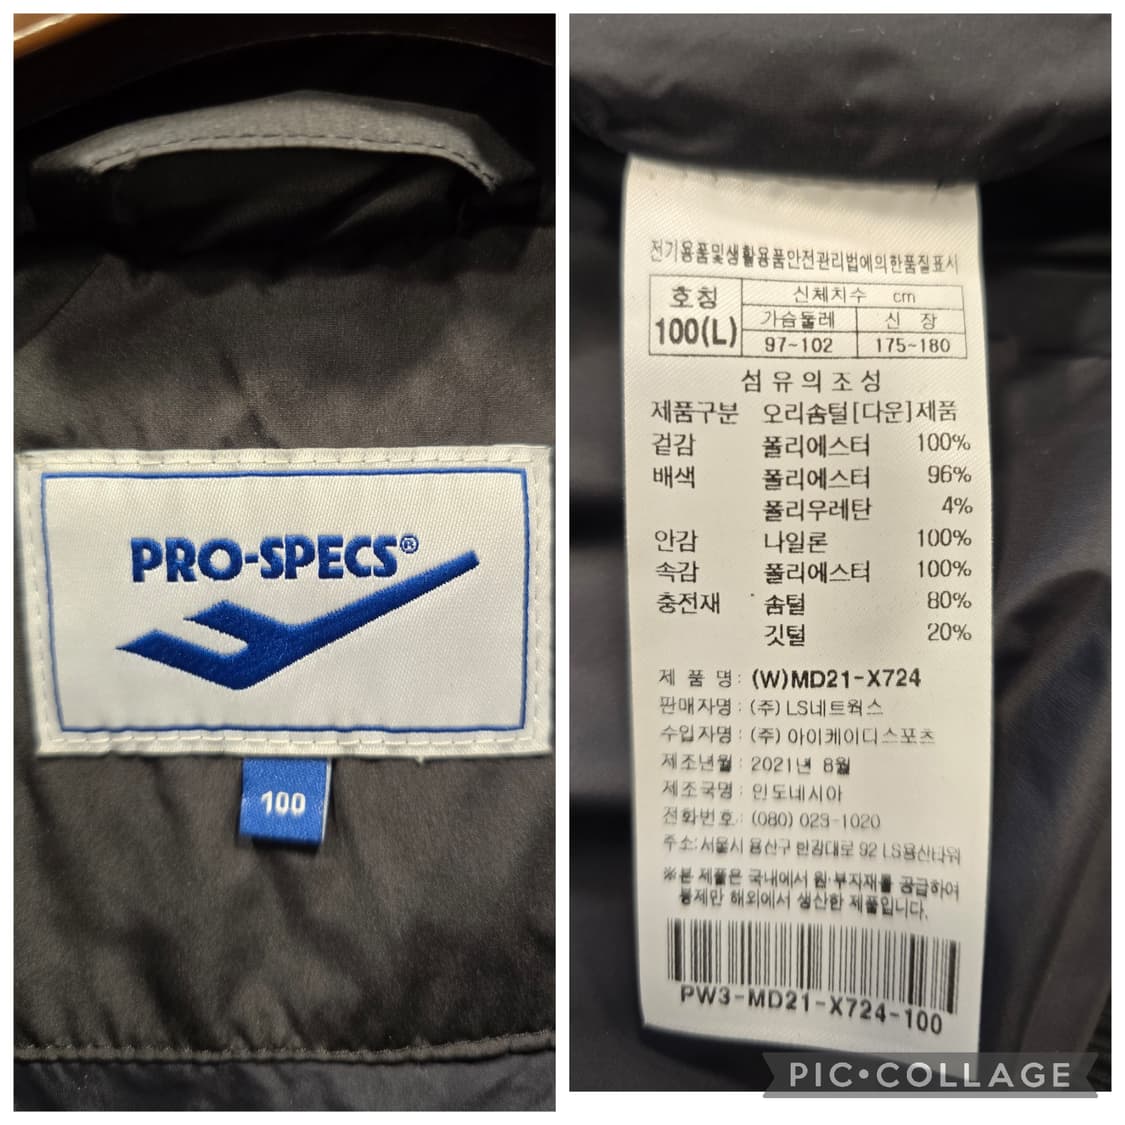 PRO-SPECS®
100
전기용품및생활용품안전관리법에의한품질표시
호칭 신체치수 cm
100(L) 가슴둘레 신 장
97~102 175~180
섬유의조성
제품구분 오리솜털[다운]제품
겉감 폴리에스터 100%
배색 폴리에스터 96%
폴리우레탄 4%
안감 나일론 100%
속감 폴리에스터 100%
충전재 솜털 80%
깃털 20%
제 품 명 : (W)MD21-X724
판매자명 : (주) LS네트웍스
수입자명 : (주) 아이케이디스포츠
제조년월 : 2021년 8월
제조국명 : 인도네시아
전화번호 : (080) 023-1020
주소: 서울시 용산구 한강대로 92 LS용산타워
※본 제품은 국내에서 원·부자재를 공급하여
봉제만 해외에서 생산한 제품입니다.
PW3-MD21-X724-100
PIC•COLLAGE